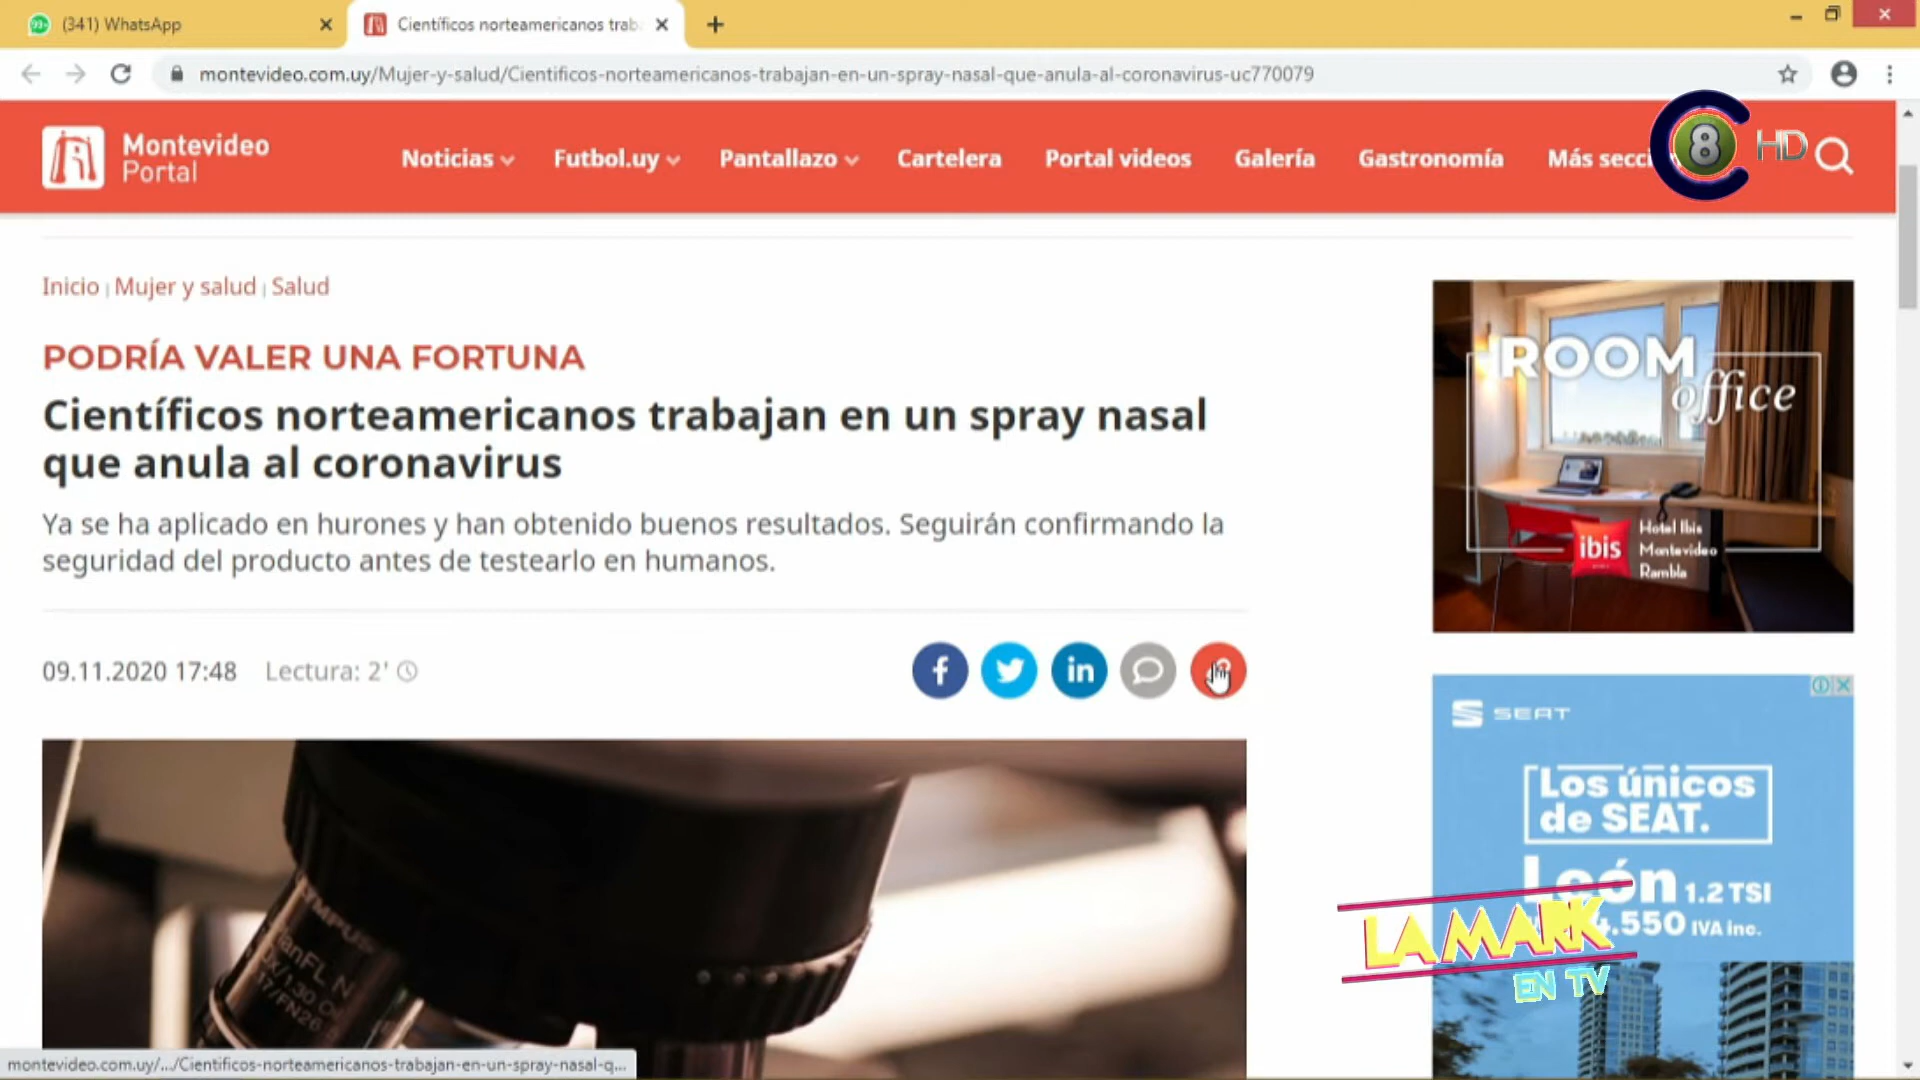 (341) WhatsApp
Científicos norteamericanos trab
montevideo.com.uy/Mujer-y-salud/Cientificos-norteamericanos-trabajan-en-un-spray-nasal-que-anula-al-coronavirus-uc770079
Montevideo
Portal
Noticias
Futbol.uy
Pantallazo
Cartelera
Portal videos
Galería
Gastronomía
Más secci
8 HD
Inicio | Mujer y salud | Salud
PODRÍA VALER UNA FORTUNA
Científicos norteamericanos trabajan en un spray nasal
que anula al coronavirus
Ya se ha aplicado en hurones y han obtenido buenos resultados. Seguirán confirmando la
seguridad del producto antes de testearlo en humanos.
09.11.2020 17:48 Lectura: 2'
ROOM
office
ibis
Hotel Ibis
Montevideo
Rambla
SEAT
Los únicos
de SEAT.
León 1.2 TSI
.550 IVA inc.
LA MARK
EN TV
montevideo.com.uy/.../Cientificos-norteamericanos-trabajan-en-un-spray-nasal-q...